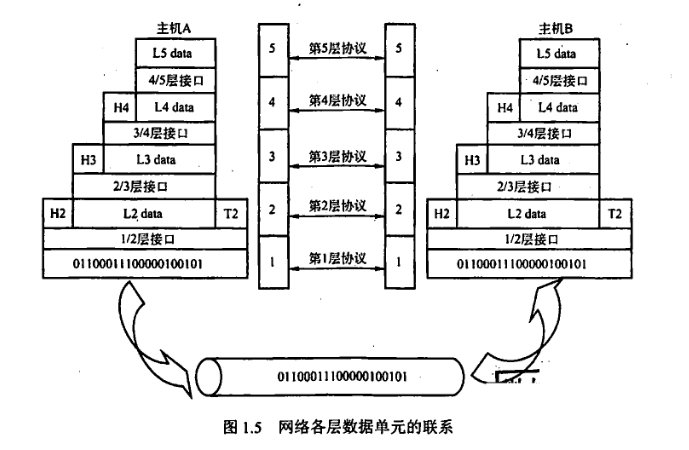 主机A
主机B
L5 data
5
第5层协议
5
L5 data
4/5层接口
4/5层接口
H4
L4 data
4
第4层协议
4
H4
L4 data
3/4层接口
3/4层接口
H3
L3 data
3
第3层协议
3
H3
L3 data
2/3层接口
2/3层接口
H2
L2 data
T2
2
第2层协议
2
H2
L2 data
T2
1/2层接口
1/2层接口
01100011100000100101
1
第1层协议
1
01100011100000100101
01100011100000100101
图 1.5 网络各层数据单元的联系